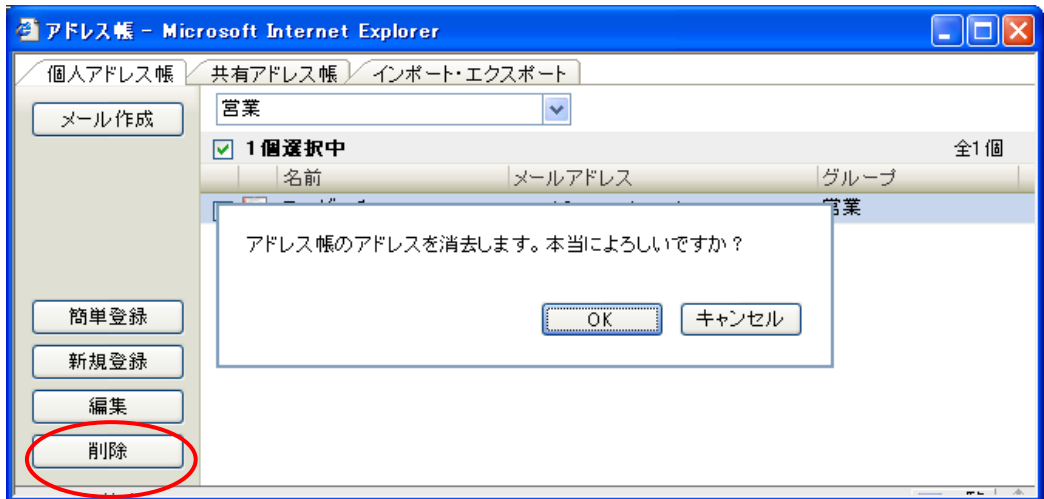 アドレス帳 - Microsoft Internet Explorer
個人アドレス帳 共有アドレス帳 インポート・エクスポート
メール作成
営業
1個選択中 全1個
名前 メールアドレス グループ
営業
アドレス帳のアドレスを消去します。本当によろしいですか?
OK キャンセル
簡単登録
新規登録
編集
削除